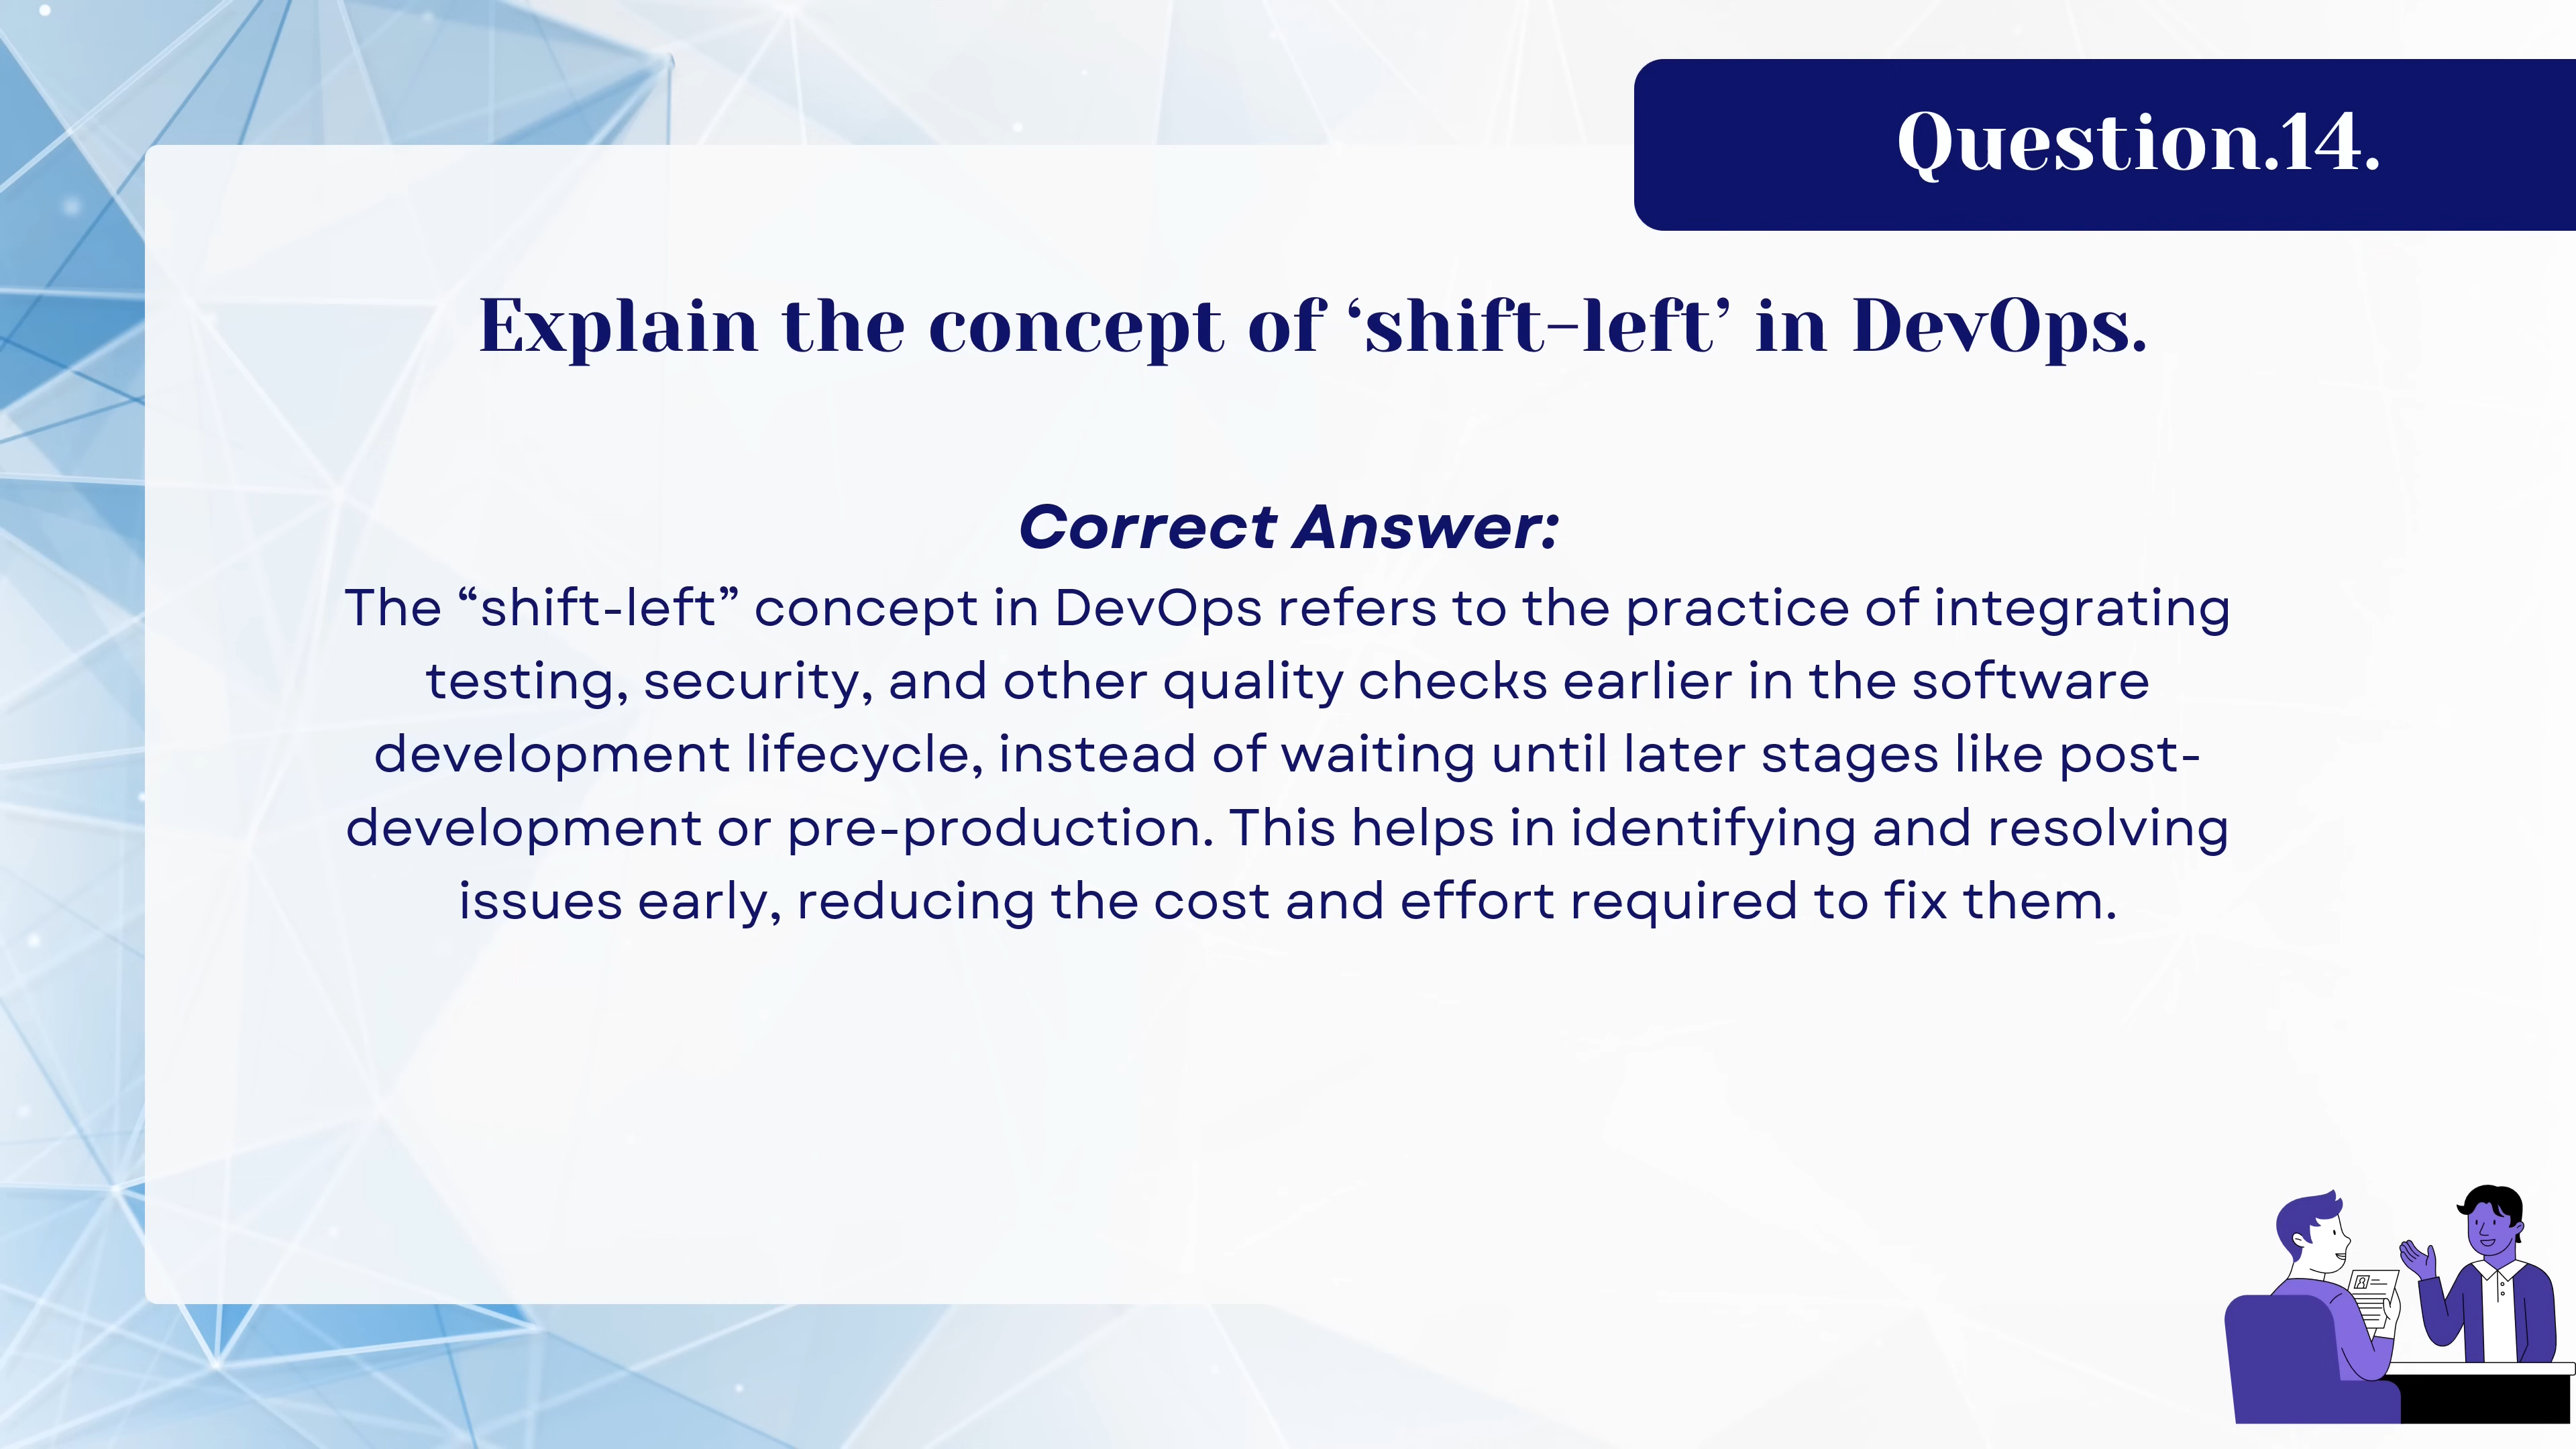 Question.14.
Explain the concept of ‘shift-left’ in DevOps.
Correct Answer:
The “shift-left” concept in DevOps refers to the practice of integrating
testing, security, and other quality checks earlier in the software
development lifecycle, instead of waiting until later stages like post-
development or pre-production. This helps in identifying and resolving
issues early, reducing the cost and effort required to fix them.